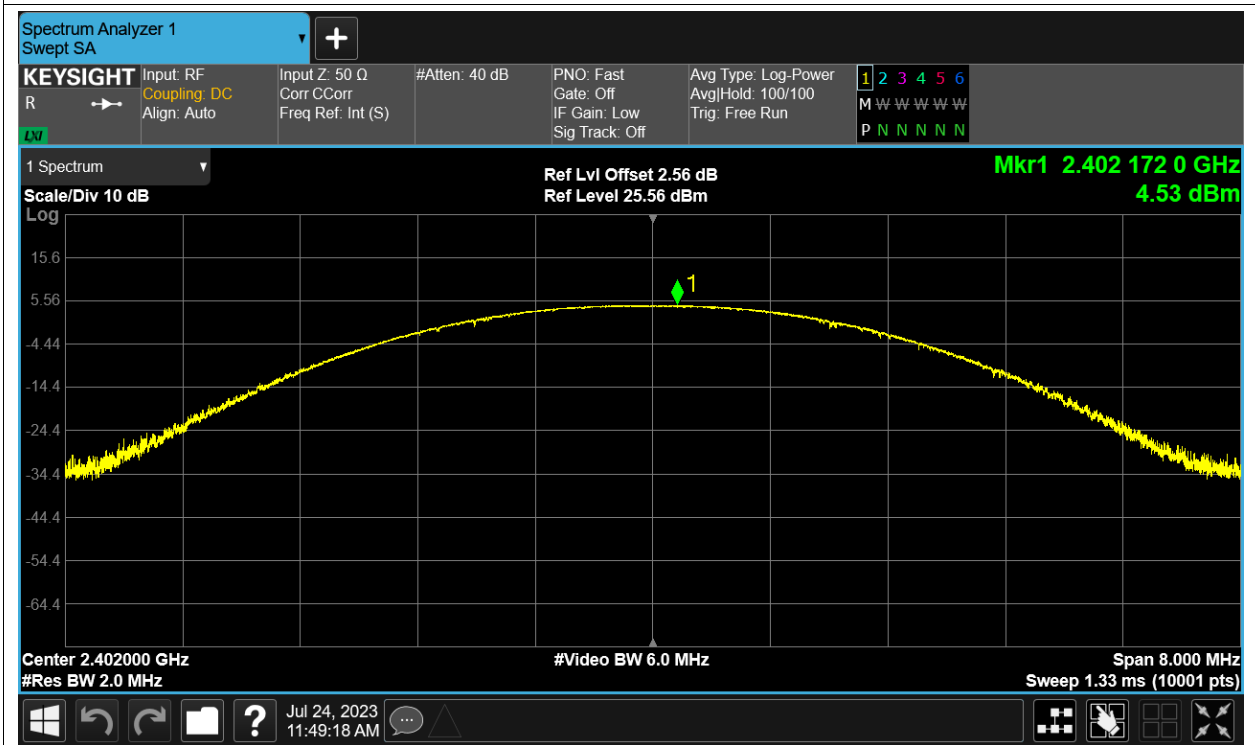 Spectrum Analyzer 1
Swept SA
KEYSIGHT
R
LXI
Input: RF
Coupling: DC
Align: Auto
Input Z: 50 Ω
Corr CCorr
Freq Ref: Int (S)
#Atten: 40 dB
PNO: Fast
Gate: Off
IF Gain: Low
Sig Track: Off
Avg Type: Log-Power
Avg|Hold: 100/100
Trig: Free Run
1 2 3 4 5 6
M W W W W W
P N N N N N
1 Spectrum
Scale/Div 10 dB
Log
Ref Lvl Offset 2.56 dB
Ref Level 25.56 dBm
Mkr1 2.402 172 0 GHz
4.53 dBm
15.6
5.56
-4.44
-14.4
-24.4
-34.4
-44.4
-54.4
-64.4
1
Center 2.402000 GHz
#Res BW 2.0 MHz
#Video BW 6.0 MHz
Span 8.000 MHz
Sweep 1.33 ms (10001 pts)
?
Jul 24, 2023
11:49:18 AM